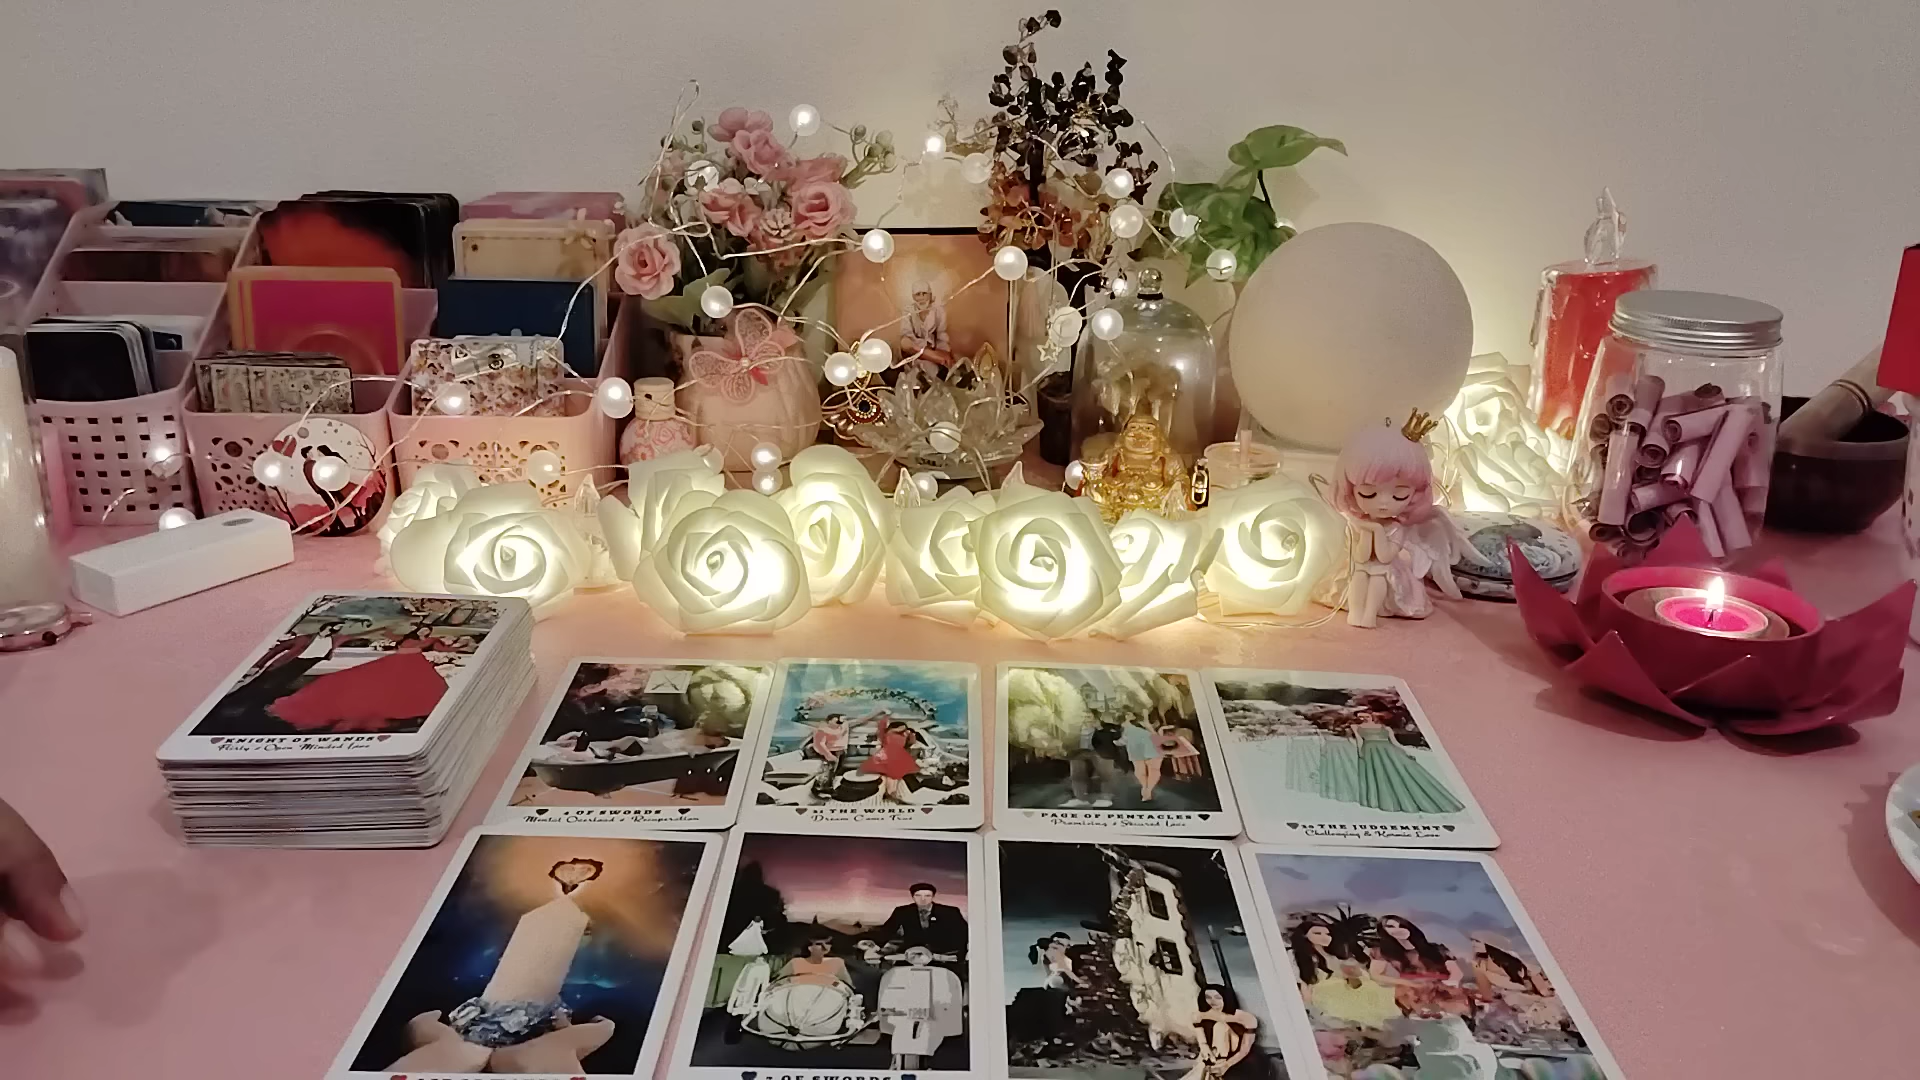 KNIGHT OF WANDS
Flirty & Open Minded Love
4 OF SWORDS
Mental Overload & Recuperation
21 THE WORLD
Dream Come True
PAGE OF PENTACLES
Promising & Secured Love
20 THE JUDGEMENT
Challenging & Karmic Love
7 OF SWORDS